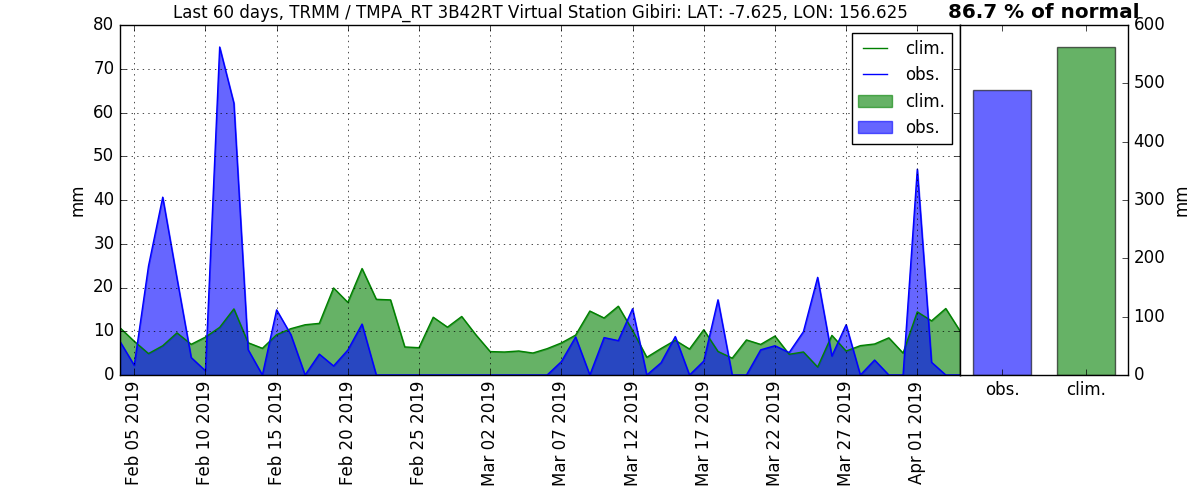 Last 60 days, TRMM / TMPA_RT 3B42RT Virtual Station Gibiri: LAT: -7.625, LON: 156.625
86.7 % of normal
80
70
60
50
40
30
20
10
0
mm
clim.
obs.
clim.
obs.
600
500
400
300
200
100
0
mm
Feb 05 2019
Feb 10 2019
Feb 15 2019
Feb 20 2019
Feb 25 2019
Mar 02 2019
Mar 07 2019
Mar 12 2019
Mar 17 2019
Mar 22 2019
Mar 27 2019
Apr 01 2019
obs.
clim.